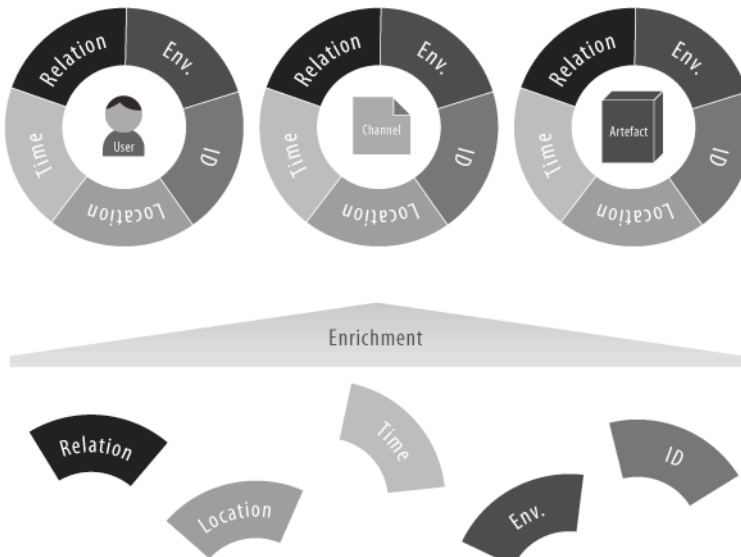 Relation
Env.
ID
Location
Time
User
Relation
Env.
ID
Location
Time
Channel
Relation
Env.
ID
Location
Time
Artefact
Enrichment
Relation
Location
Time
Env.
ID